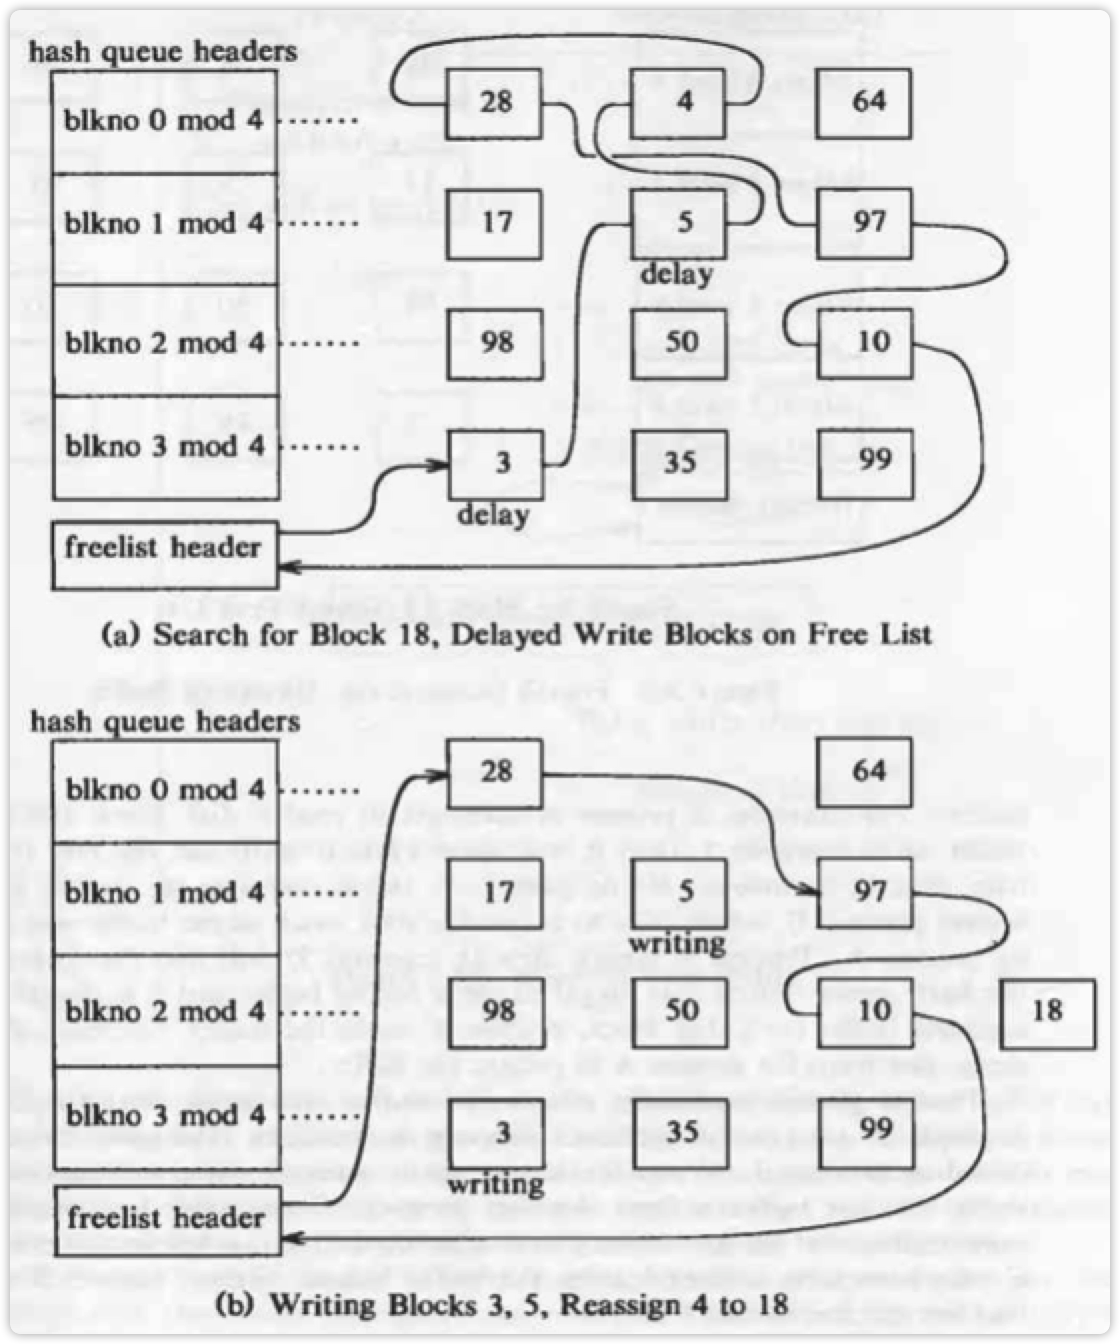 hash queue headers
blkno 0 mod 4 28 4 64
blkno 1 mod 4 17 5 97
delay
blkno 2 mod 4 98 50 10
blkno 3 mod 4 3 35 99
delay
freelist header
(a) Search for Block 18, Delayed Write Blocks on Free List
hash queue headers
blkno 0 mod 4 28 64
blkno 1 mod 4 17 5 97
writing
blkno 2 mod 4 98 50 10 18
blkno 3 mod 4 3 35 99
writing
freelist header
(b) Writing Blocks 3, 5, Reassign 4 to 18